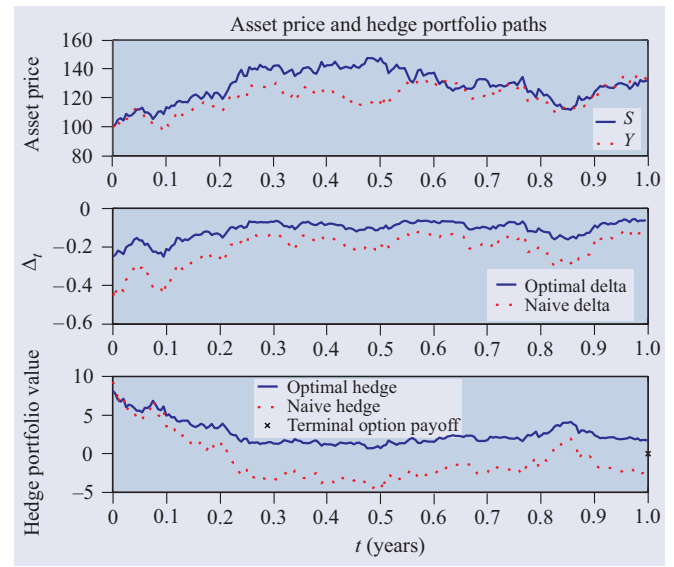 Asset price and hedge portfolio paths
Asset price
160
140
120
100
80
S
Y
0 0.1 0.2 0.3 0.4 0.5 0.6 0.7 0.8 0.9 1.0
Δt
0
−0.2
−0.4
−0.6
Optimal delta
Naive delta
0 0.1 0.2 0.3 0.4 0.5 0.6 0.7 0.8 0.9 1.0
Hedge portfolio value
10
5
0
−5
Optimal hedge
Naive hedge
Terminal option payoff
0 0.1 0.2 0.3 0.4 0.5 0.6 0.7 0.8 0.9 1.0
t (years)